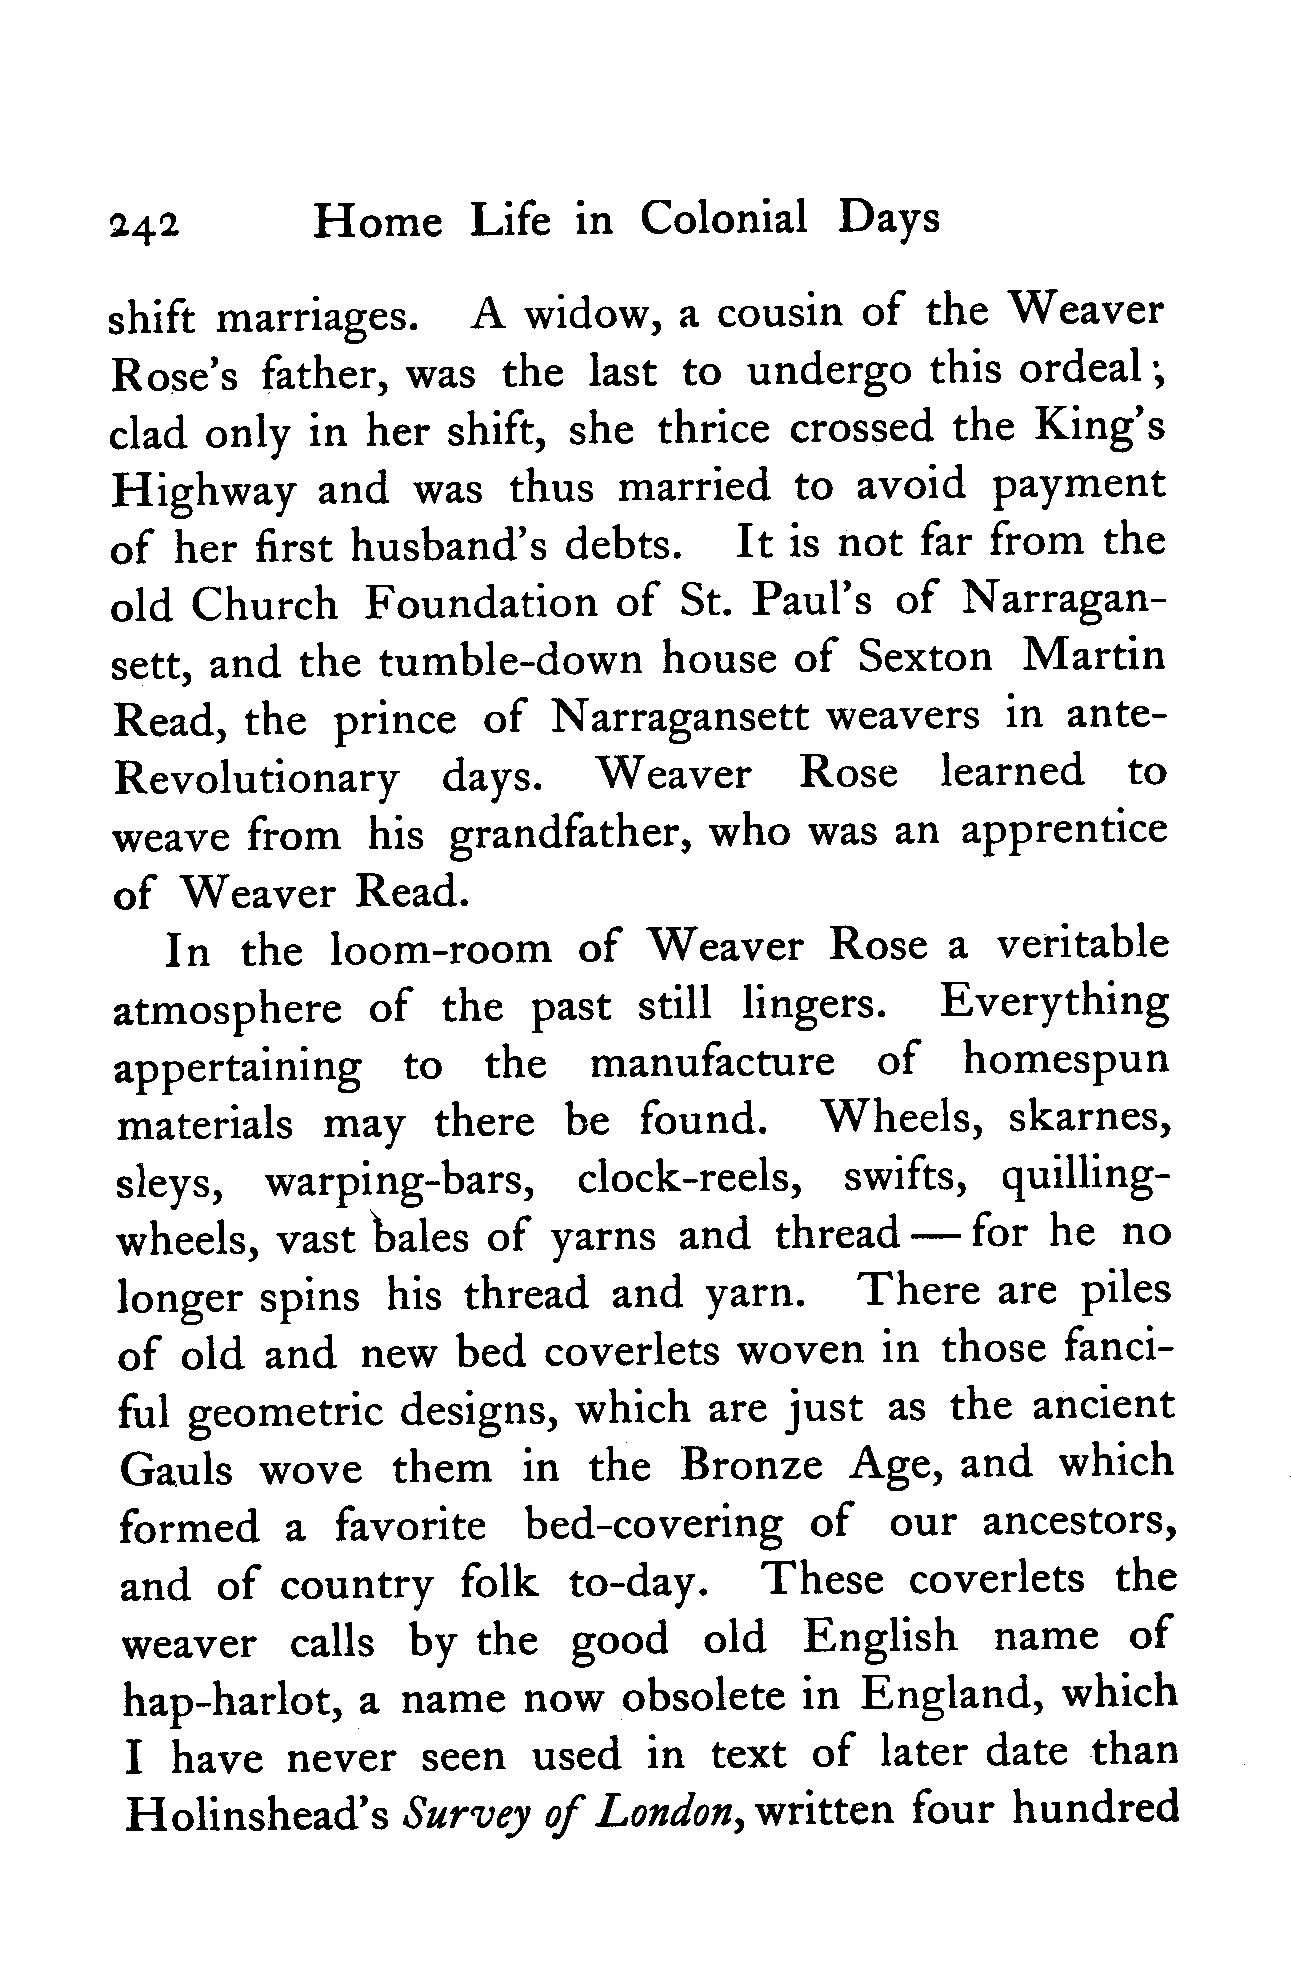 242 Home Life in Colonial Days
shift marriages. A widow, a cousin of the Weaver
Rose's father, was the last to undergo this ordeal;
clad only in her shift, she thrice crossed the King's
Highway and was thus married to avoid payment
of her first husband's debts. It is not far from the
old Church Foundation of St. Paul's of Narragan-
sett, and the tumble-down house of Sexton Martin
Read, the prince of Narragansett weavers in ante-
Revolutionary days. Weaver Rose learned to
weave from his grandfather, who was an apprentice
of Weaver Read.
In the loom-room of Weaver Rose a veritable
atmosphere of the past still lingers. Everything
appertaining to the manufacture of homespun
materials may there be found. Wheels, skarnes,
sleys, warping-bars, clock-reels, swifts, quilling-
wheels, vast bales of yarns and thread — for he no
longer spins his thread and yarn. There are piles
of old and new bed coverlets woven in those fanci-
ful geometric designs, which are just as the ancient
Gauls wove them in the Bronze Age, and which
formed a favorite bed-covering of our ancestors,
and of country folk to-day. These coverlets the
weaver calls by the good old English name of
hap-harlot, a name now obsolete in England, which
I have never seen used in text of later date than
Holinshead's Survey of London, written four hundred